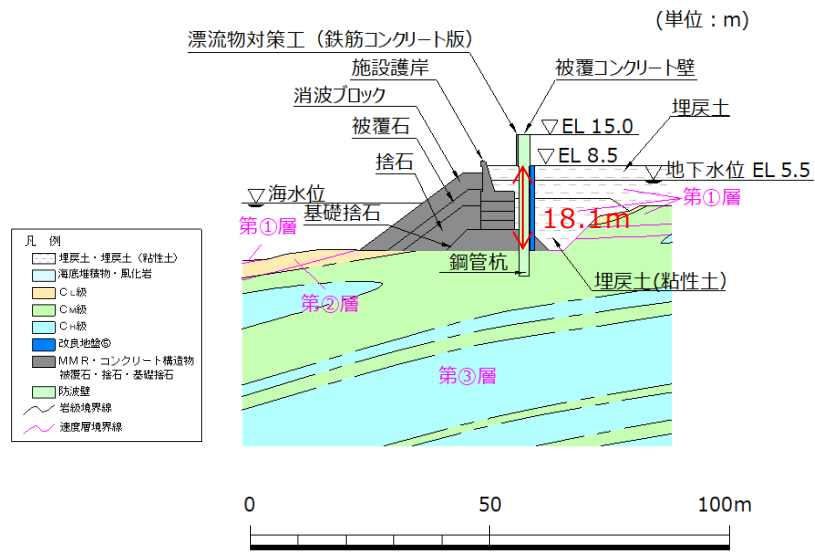 (単位：m)
漂流物対策工（鉄筋コンクリート版）
施設護岸
被覆コンクリート壁
消波ブロック
埋戻土
被覆石
EL 15.0
捨石
EL 8.5
地下水位 EL 5.5
海水位
第①層
基礎捨石
18.1m
第①層
鋼管杭
埋戻土(粘性土)
第②層
第③層
凡 例
埋戻土・埋戻土（粘性土）
海底堆積物・風化岩
CL級
CM級
CH級
改良地盤⑤
MMR・コンクリート構造物
被覆石・捨石・基礎捨石
防波壁
岩級境界線
速度層境界線
0 50 100m